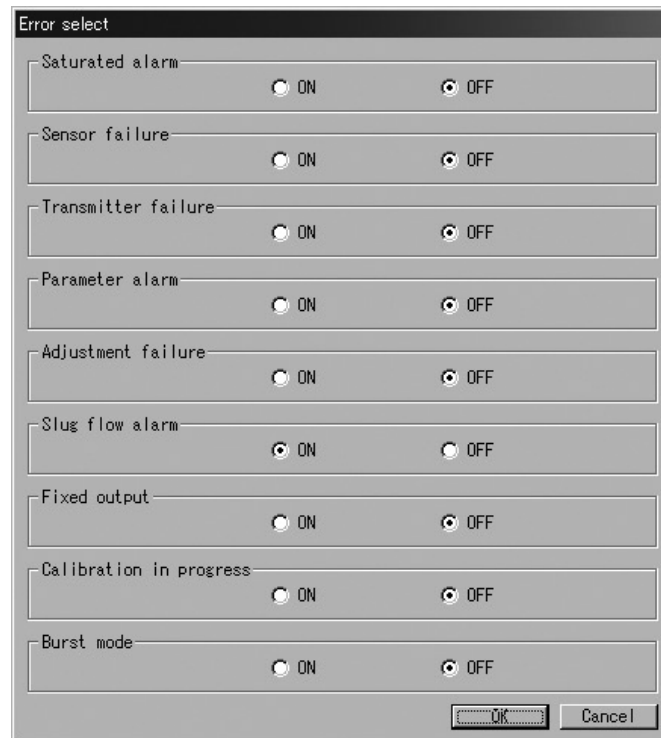 Error select
Saturated alarm
ON OFF
Sensor failure
ON OFF
Transmitter failure
ON OFF
Parameter alarm
ON OFF
Adjustment failure
ON OFF
Slug flow alarm
ON OFF
Fixed output
ON OFF
Calibration in progress
ON OFF
Burst mode
ON OFF
OK Cancel